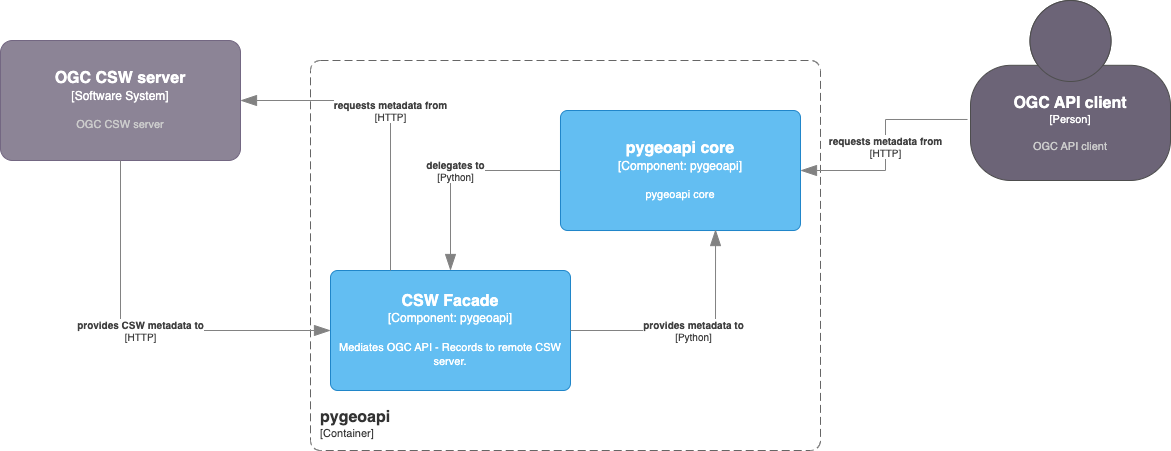 OGC CSW server
[Software System]
OGC CSW server
requests metadata from
[HTTP]
delegates to
[Python]
pygeoapi core
[Component: pygeoapi]
pygeoapi core
requests metadata from
[HTTP]
OGC API client
[Person]
OGC API client
provides CSW metadata to
[HTTP]
CSW Facade
[Component: pygeoapi]
Mediates OGC API - Records to remote CSW
server.
provides metadata to
[Python]
pygeoapi
[Container]